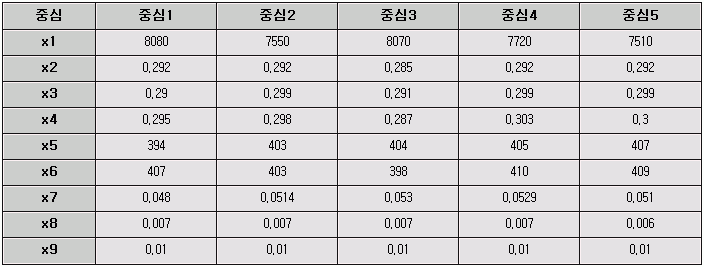 중심 중심1 중심2 중심3 중심4 중심5
x1 8080 7550 8070 7720 7510
x2 0,292 0,292 0,285 0,292 0,292
x3 0,29 0,299 0,291 0,299 0,299
x4 0,295 0,298 0,287 0,303 0,3
x5 394 403 404 405 407
x6 407 403 398 410 409
x7 0,048 0,0514 0,053 0,0529 0,051
x8 0,007 0,007 0,007 0,007 0,006
x9 0,01 0,01 0,01 0,01 0,01